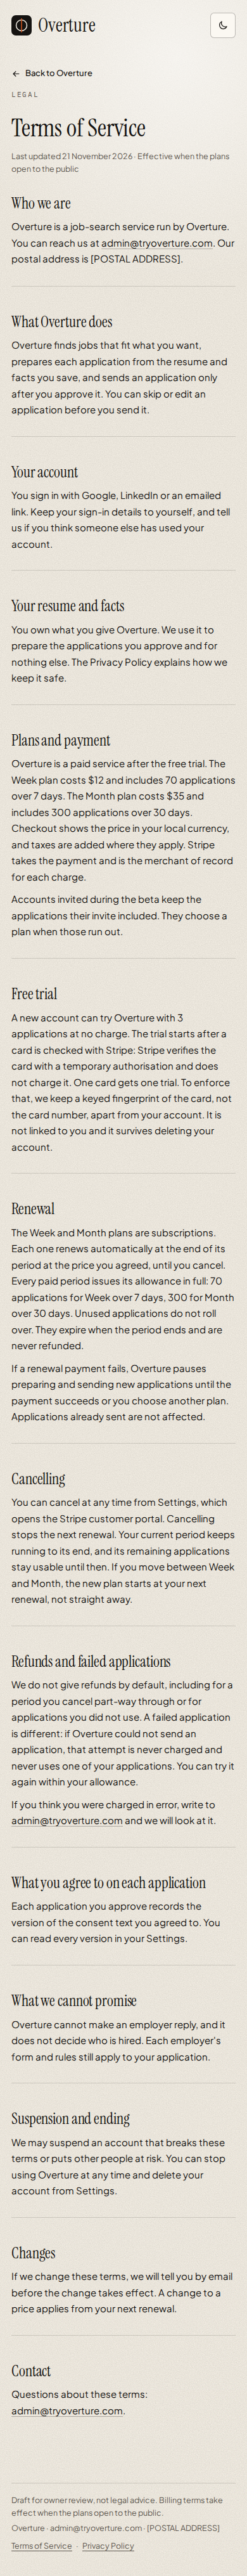 Overture
Back to Overture
LEGAL
Terms of Service
Last updated 21 November 2026 · Effective when the plans
open to the public
Who we are
Overture is a job-search service run by Overture.
You can reach us at admin@tryoverture.com. Our
postal address is [POSTAL ADDRESS].
What Overture does
Overture finds jobs that fit what you want,
prepares each application from the resume and
facts you save, and sends an application only
after you approve it. You can skip or edit an
application before you send it.
Your account
You sign in with Google, LinkedIn or an emailed
link. Keep your sign-in details to yourself, and tell
us if you think someone else has used your
account.
Your resume and facts
You own what you give Overture. We use it to
prepare the applications you approve and for
nothing else. The Privacy Policy explains how we
keep it safe.
Plans and payment
Overture is a paid service after the free trial. The
Week plan costs $12 and includes 70 applications
over 7 days. The Month plan costs $35 and
includes 300 applications over 30 days.
Checkout shows the price in your local currency,
and taxes are added where they apply. Stripe
takes the payment and is the merchant of record
for each charge.
Accounts invited during the beta keep the
applications their invite included. They choose a
plan when those run out.
Free trial
A new account can try Overture with 3
applications at no charge. The trial starts after a
card is checked with Stripe: Stripe verifies the
card with a temporary authorisation and does
not charge it. One card gets one trial. To enforce
that, we keep a keyed fingerprint of the card, not
the card number, apart from your account. It is
not linked to you and it survives deleting your
account.
Renewal
The Week and Month plans are subscriptions.
Each one renews automatically at the end of its
period at the price you agreed, until you cancel.
Every paid period issues its allowance in full: 70
applications for Week over 7 days, 300 for Month
over 30 days. Unused applications do not roll
over. They expire when the period ends and are
never refunded.
If a renewal payment fails, Overture pauses
preparing and sending new applications until the
payment succeeds or you choose another plan.
Applications already sent are not affected.
Cancelling
You can cancel at any time from Settings, which
opens the Stripe customer portal. Cancelling
stops the next renewal. Your current period keeps
running to its end, and its remaining applications
stay usable until then. If you move between Week
and Month, the new plan starts at your next
renewal, not straight away.
Refunds and failed applications
We do not give refunds by default, including for a
period you cancel part-way through or for
applications you did not use. A failed application
is different: if Overture could not send an
application, that attempt is never charged and
never uses one of your applications. You can try it
again within your allowance.
If you think you were charged in error, write to
admin@tryoverture.com and we will look at it.
What you agree to on each application
Each application you approve records the
version of the consent text you agreed to. You
can read every version in your Settings.
What we cannot promise
Overture cannot make an employer reply, and it
does not decide who is hired. Each employer's
form and rules still apply to your application.
Suspension and ending
We may suspend an account that breaks these
terms or puts other people at risk. You can stop
using Overture at any time and delete your
account from Settings.
Changes
If we change these terms, we will tell you by email
before the change takes effect. A change to a
price applies from your next renewal.
Contact
Questions about these terms:
admin@tryoverture.com.
Draft for owner review, not legal advice. Billing terms take
effect when the plans open to the public.
Overture · admin@tryoverture.com · [POSTAL ADDRESS]
Terms of Service · Privacy Policy